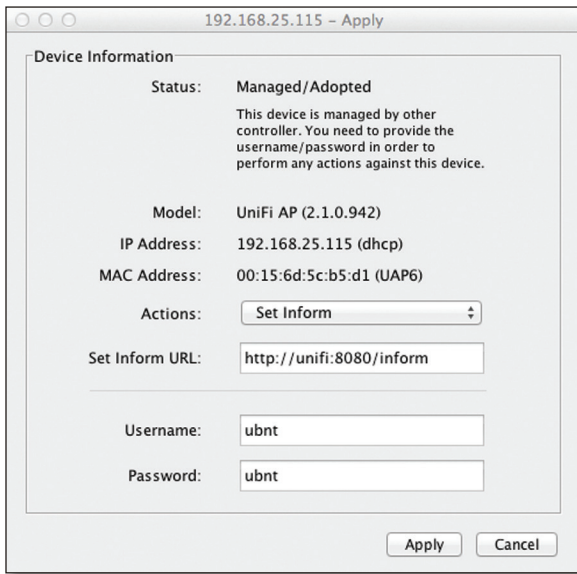 192.168.25.115 – Apply
Device Information
Status: Managed/Adopted
This device is managed by other
controller. You need to provide the
username/password in order to
perform any actions against this device.
Model: UniFi AP (2.1.0.942)
IP Address: 192.168.25.115 (dhcp)
MAC Address: 00:15:6d:5c:b5:d1 (UAP6)
Actions: Set Inform
Set Inform URL: http://unifi:8080/inform
Username: ubnt
Password: ubnt
Apply Cancel